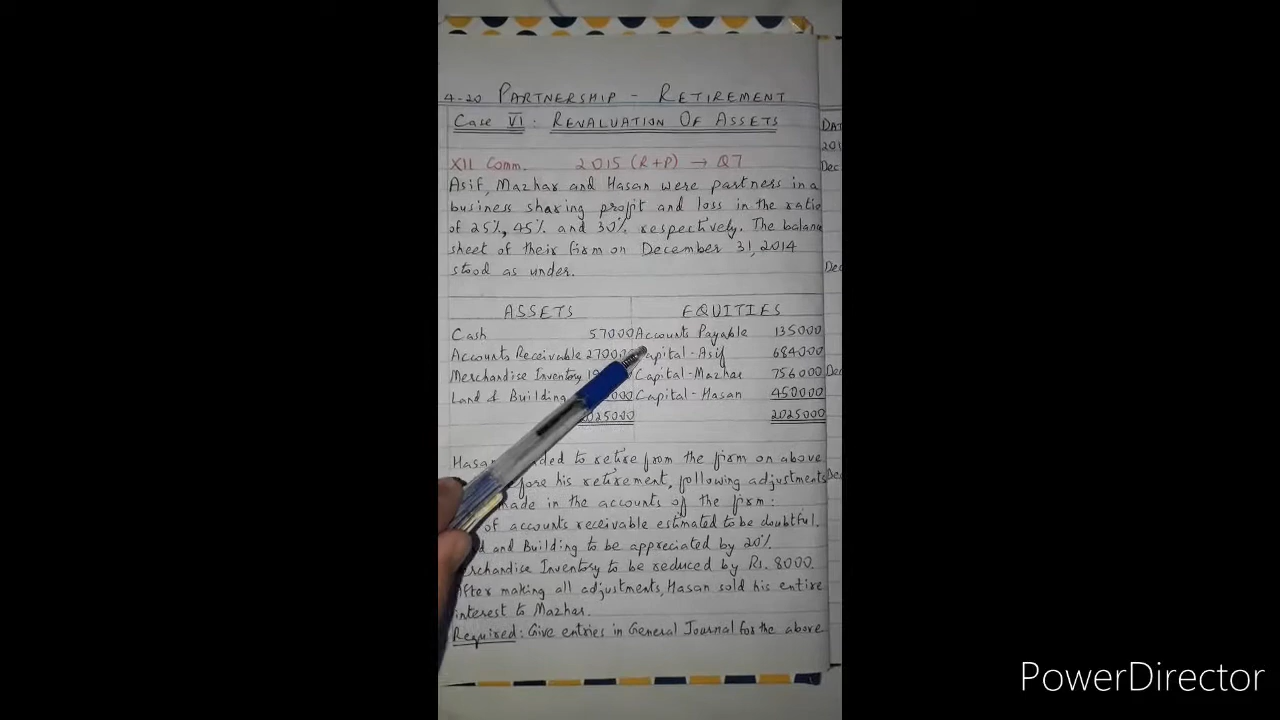 4-20 PARTNERSHIP - RETIREMENT
Case VI : REVALUATION OF ASSETS
XII Comm. 2015 (R+P) → Q7
Asif, Mazhar and Hasan were partners in a
business sharing profit and loss in the ratio
of 25%, 45% and 30% respectively. The balance
sheet of their firm on December 31, 2014
stood as under.
ASSETS EQUITIES
Cash 57000 Accounts Payable 135000
Accounts Receivable Capital-Asif 684000
Merchandise Inventory Capital-Mazhar 756000
Land & Building Capital-Hasan 450000
2025000 2025000
Hasan to retire from the firm on above
his retirement, following adjustments
made in the accounts of the firm:
of accounts receivable estimated to be doubtful.
and Building to be appreciated by 20%.
Merchandise Inventory to be reduced by Rs. 8000.
After making all adjustments, Hasan sold his entire
interest to Mazhar.
Required: Give entries in General Journal for the above
DAT
201
Dec
Dec
Dec
Dec
PowerDirector